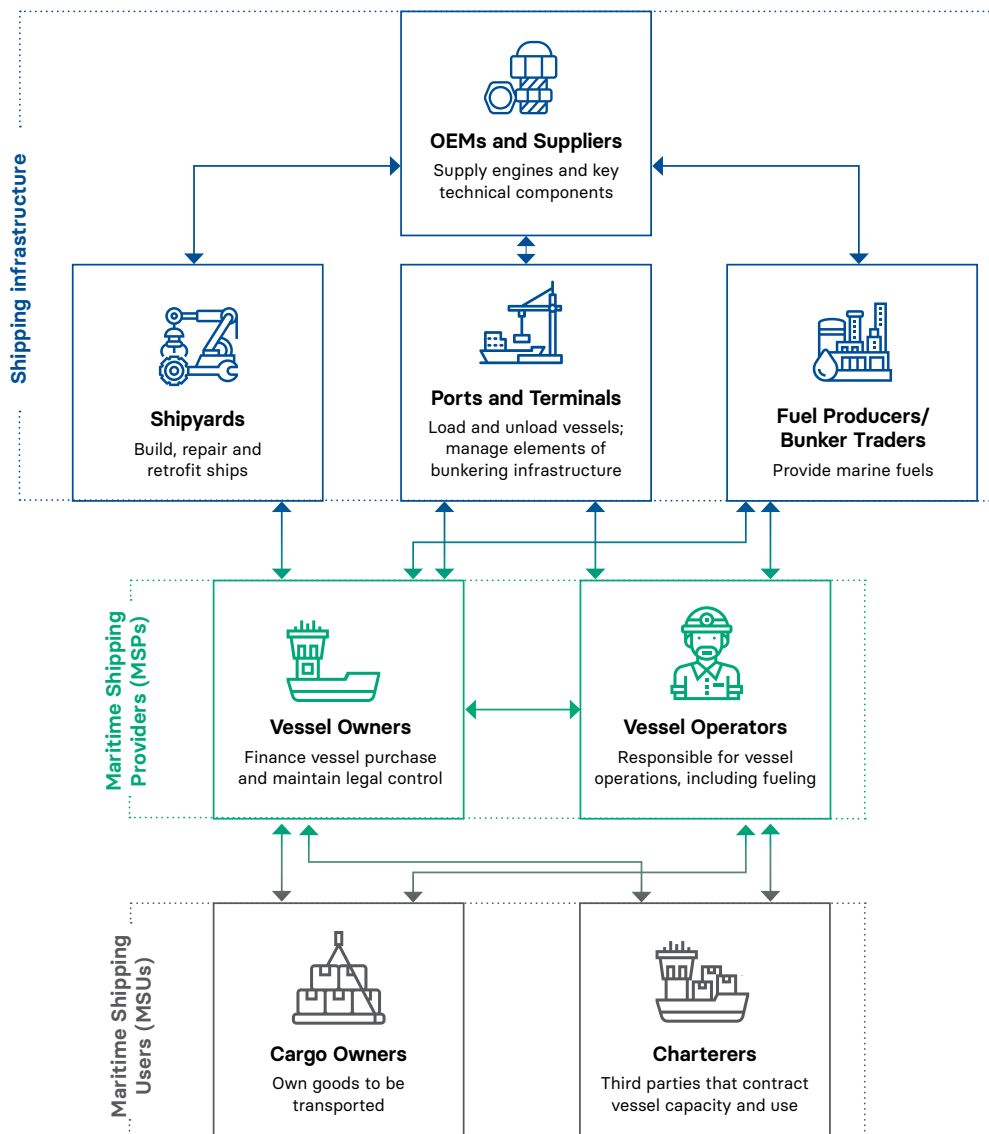 Shipping infrastructure
OEMs and Suppliers
Supply engines and key
technical components
Shipyards
Build, repair and
retrofit ships
Ports and Terminals
Load and unload vessels;
manage elements of
bunkering infrastructure
Fuel Producers/
Bunker Traders
Provide marine fuels
Maritime Shipping
Providers (MSPs)
Vessel Owners
Finance vessel purchase
and maintain legal control
Vessel Operators
Responsible for vessel
operations, including fueling
Maritime Shipping
Users (MSUs)
Cargo Owners
Own goods to be
transported
Charterers
Third parties that contract
vessel capacity and use